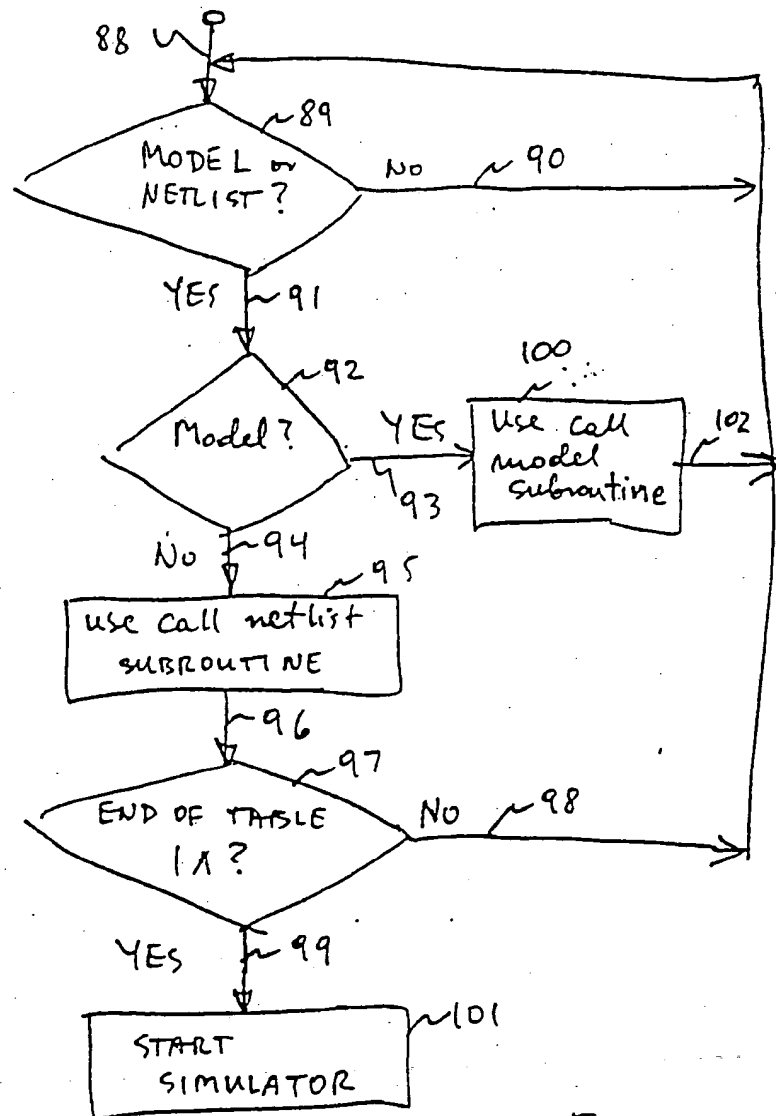 88
89
MODEL or
NETLIST?
NO
90
YES
91
92
Model?
YES
93
100
Use call
model
subroutine
102
NO
94
95
use call netlist
SUBROUTINE
96
97
END OF TABLE
1A?
NO
98
YES
99
101
START
SIMULATOR